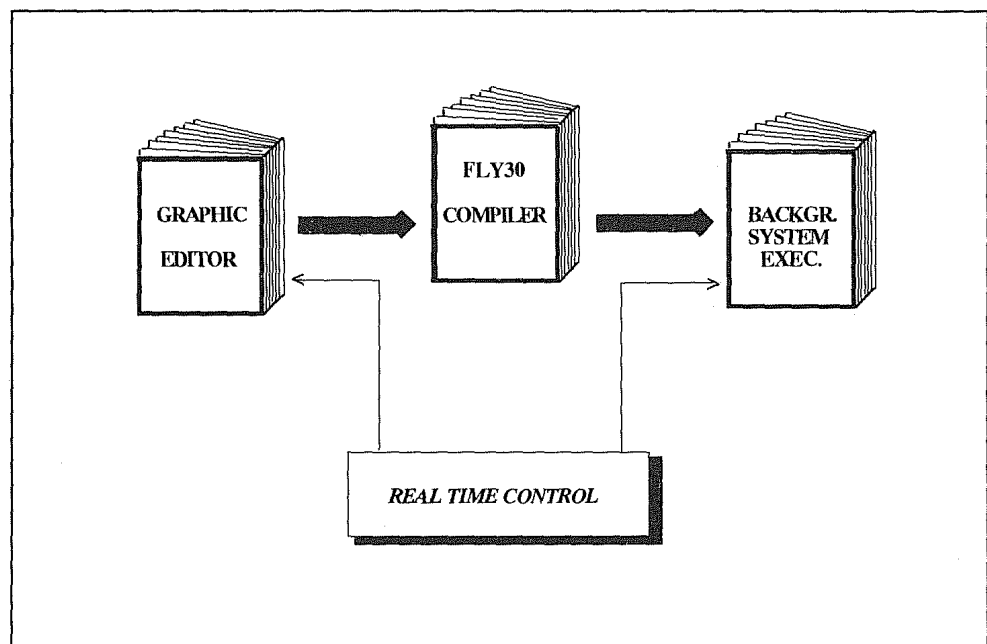 GRAPHIC
EDITOR
FLY30
COMPILER
BACKGR.
SYSTEM
EXEC.
REAL TIME CONTROL